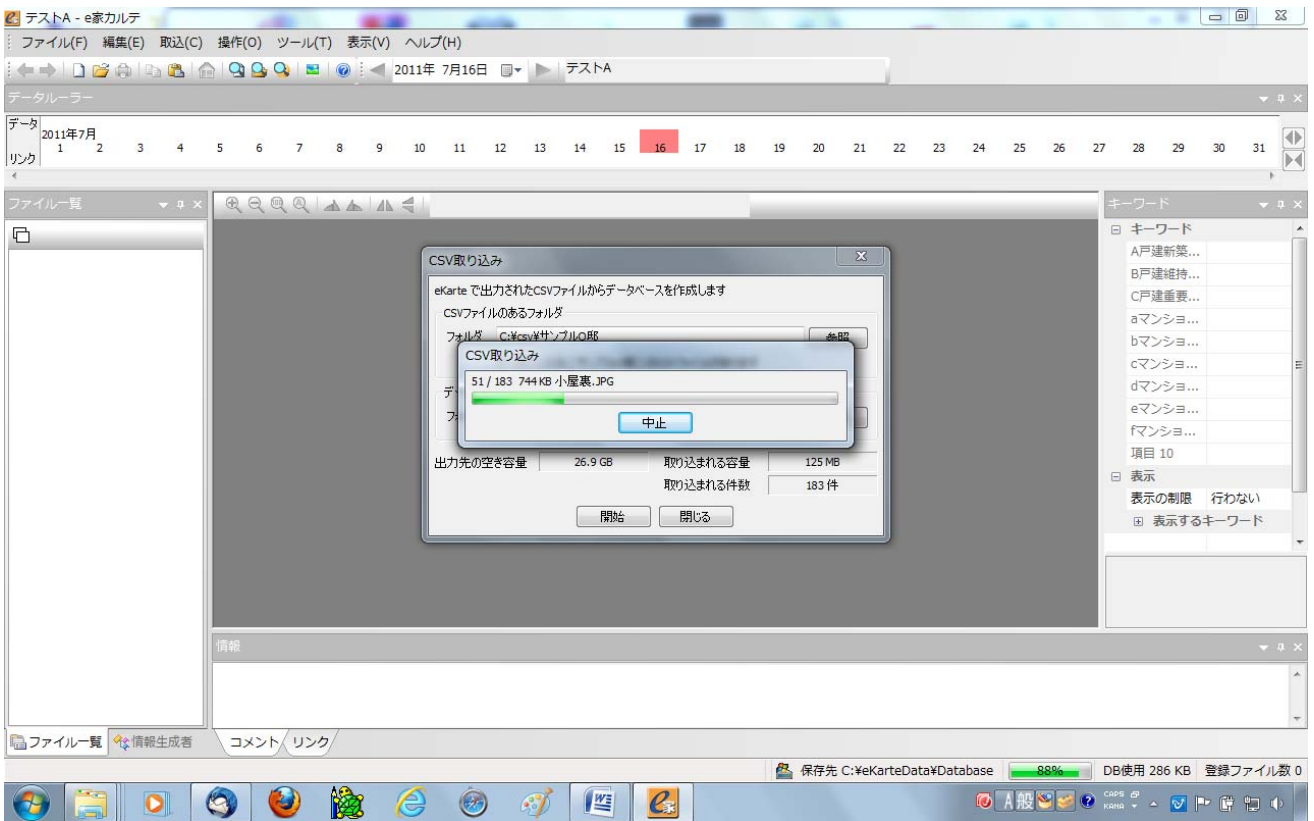 テストA - e家カルテ
ファイル(F) 編集(E) 取込(C) 操作(O) ツール(T) 表示(V) ヘルプ(H)
2011年 7月16日 テストA
データルーラー
データ
2011年7月
1 2 3 4 5 6 7 8 9 10 11 12 13 14 15 16 17 18 19 20 21 22 23 24 25 26 27 28 29 30 31
リンク
ファイル一覧
キーワード
キーワード
A戸建新築...
B戸建維持...
C戸建重要...
aマンショ...
bマンショ...
cマンショ...
dマンショ...
eマンショ...
fマンショ...
項目 10
表示
表示の制限 行わない
表示するキーワード
CSV取り込み
eKarte で出力されたCSVファイルからデータベースを作成します
CSVファイルのあるフォルダ
フォルダ C:¥csv¥サンプルO邸 参照
CSV取り込み
51 / 183 744 KB 小屋裏.JPG
中止
出力先の空き容量 26.9 GB 取り込まれる容量 125 MB
取り込まれる件数 183 件
開始 閉じる
情報
ファイル一覧 情報生成者 コメント リンク
保存先 C:¥eKarteData¥Database 88% DB使用 286 KB 登録ファイル数 0
A 般 CAPS
KANA